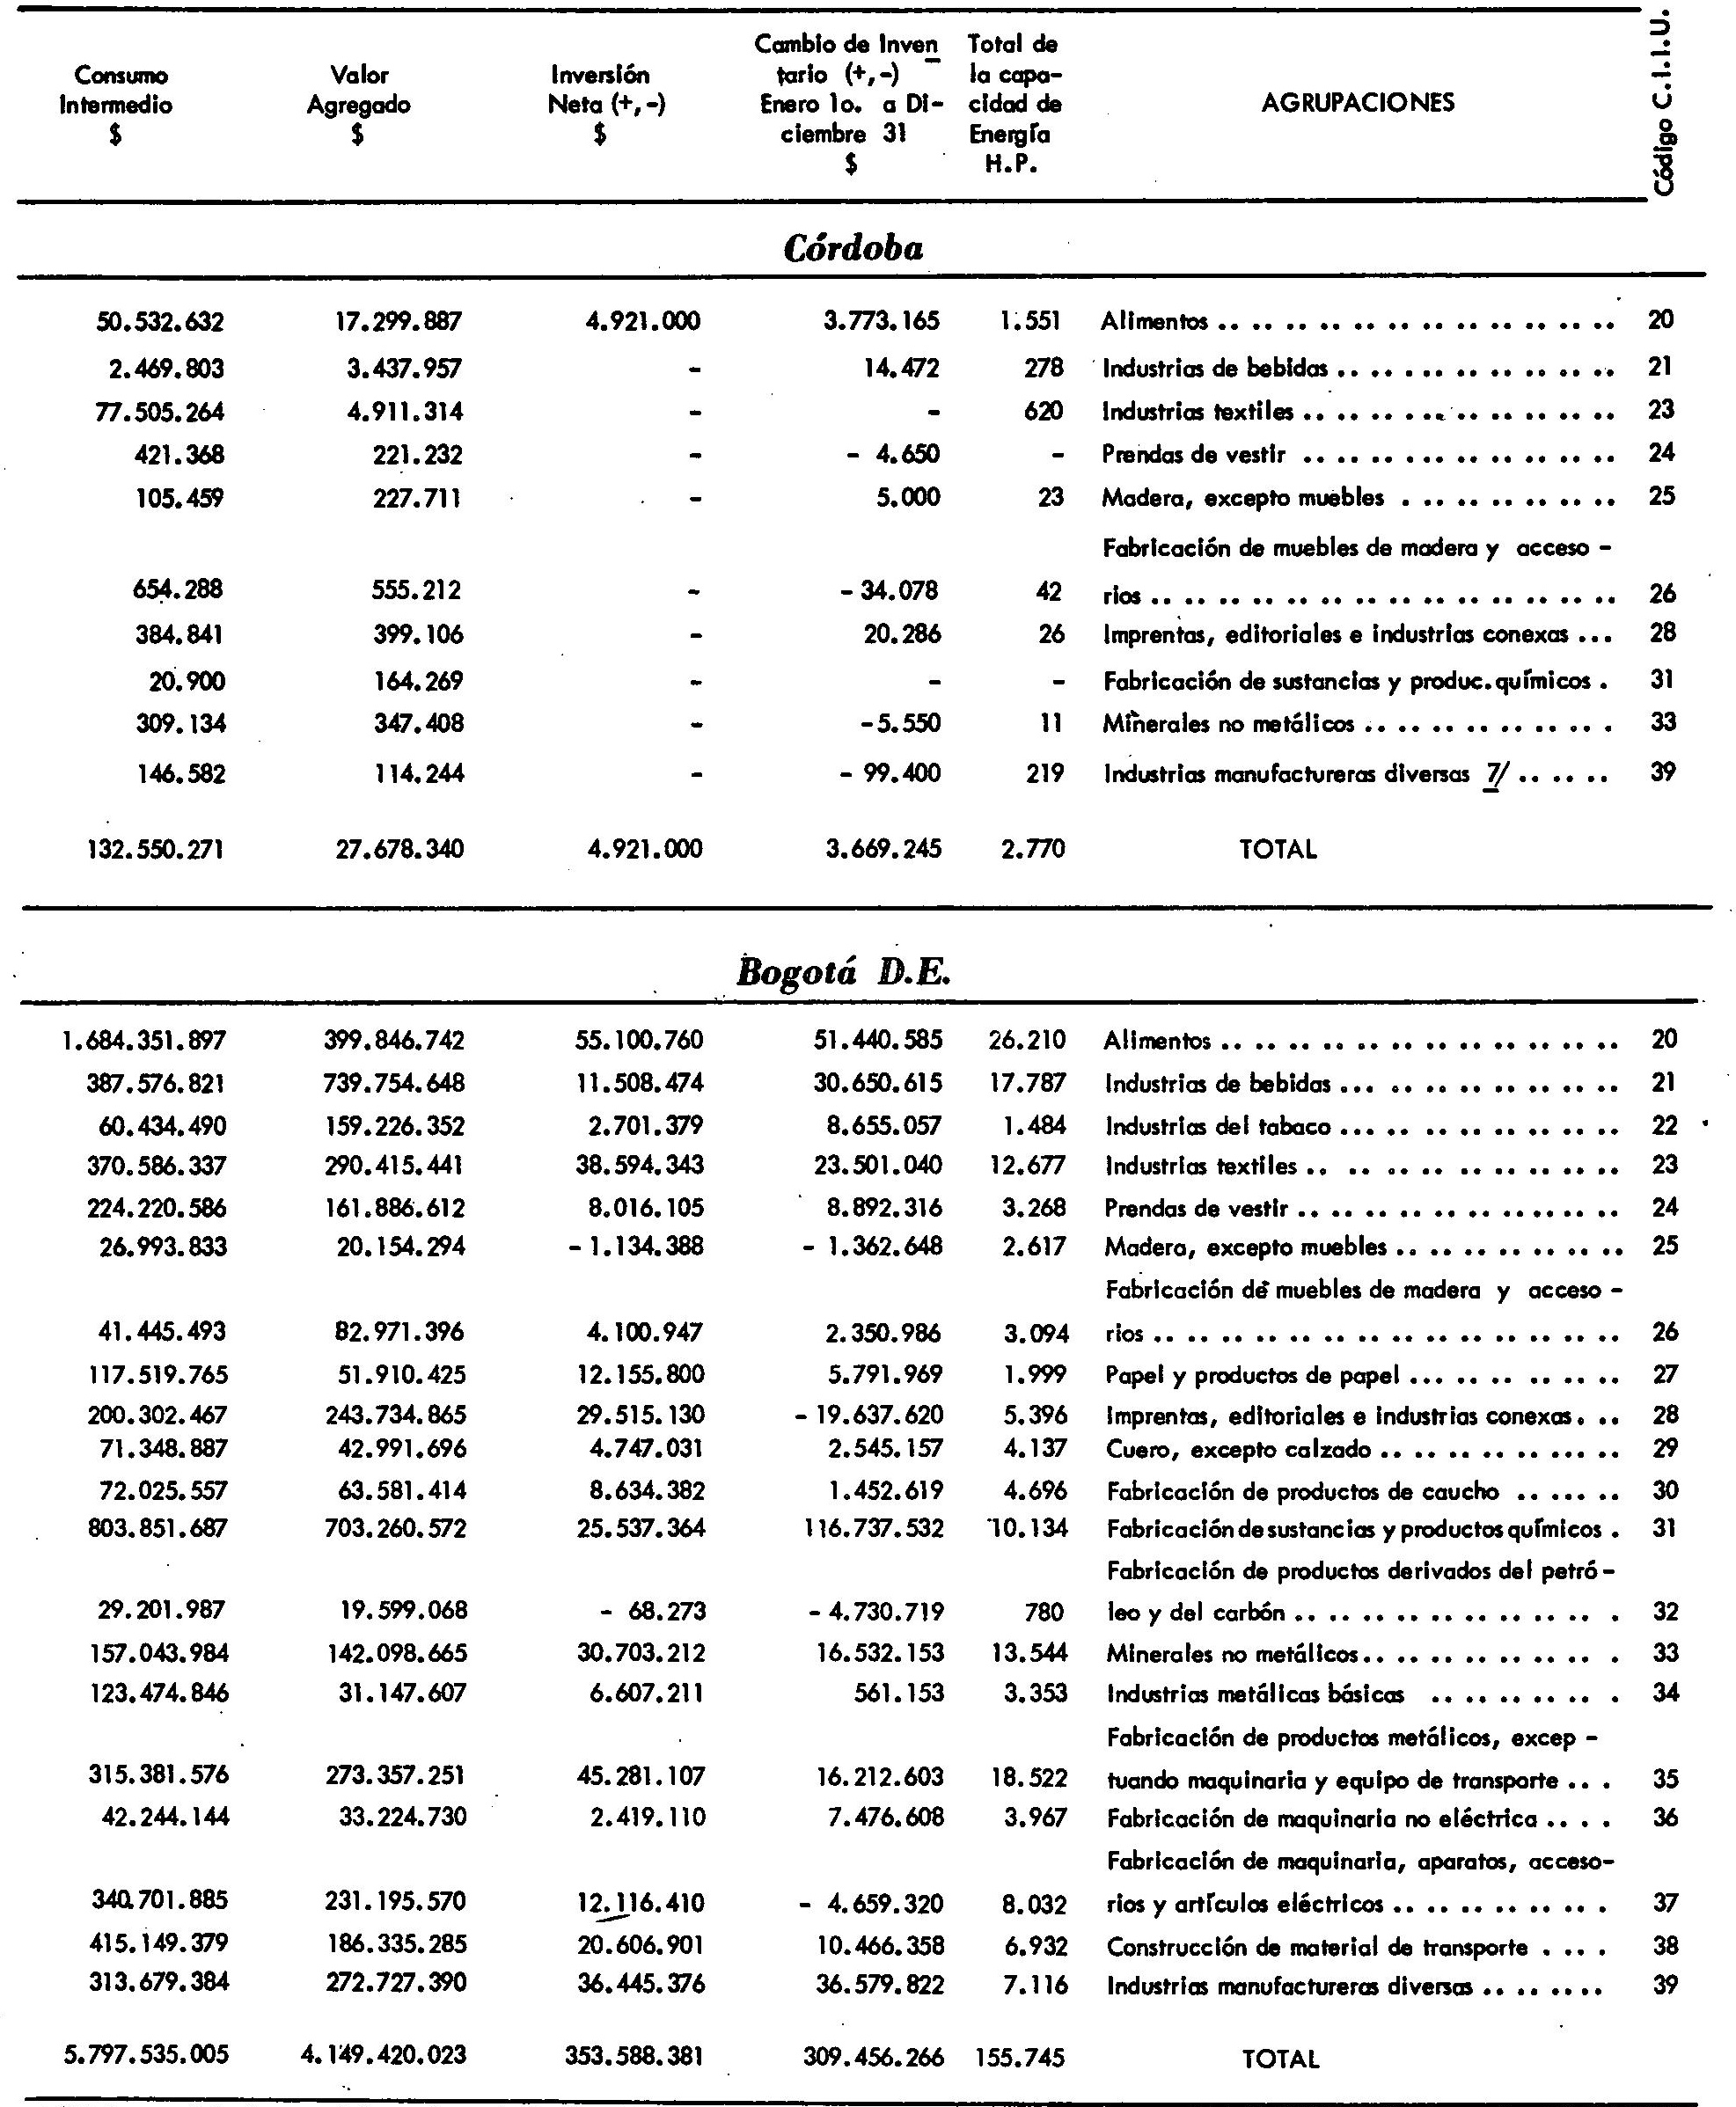 Consumo Intermedio $ Valor Agregado $ Inversión Neta (+,-) $ Cambio de Inventario (+,-) Enero 1o. a Diciembre 31 $ Total de la capacidad de Energía H.P. AGRUPACIONES Código C.I.I.U.
Córdoba
50.532.632 17.299.887 4.921.000 3.773.165 1.551 Alimentos .. .. .. .. .. .. .. .. .. .. .. .. 20
2.469.803 3.437.957 - 14.472 278 Industrias de bebidas .. .. .. .. .. .. .. .. .. 21
77.505.264 4.911.314 - - 620 Industrias textiles .. .. .. .. .. .. .. .. .. .. 23
421.368 221.232 - - 4.650 - Prendas de vestir .. .. .. .. .. .. .. .. .. .. 24
105.459 227.711 - 5.000 23 Madera, excepto muebles . .. .. .. .. .. .. 25
Fabricación de muebles de madera y acceso -
654.288 555.212 - - 34.078 42 rios .. .. .. .. .. .. .. .. .. .. .. .. .. .. 26
384.841 399.106 - 20.286 26 Imprentas, editoriales e industrias conexas ... 28
20.900 164.269 - - - Fabricación de sustancias y produc. químicos . 31
309.134 347.408 - -5.550 11 Minerales no metálicos .. .. .. .. .. .. .. . 33
146.582 114.244 - - 99.400 219 Industrias manufactureras diversas 7/ .. .. .. 39
132.550.271 27.678.340 4.921.000 3.669.245 2.770 TOTAL
Bogotá D.E.
1.684.351.897 399.846.742 55.100.760 51.440.585 26.210 Alimentos .. .. .. .. .. .. .. .. .. .. .. .. 20
387.576.821 739.754.648 11.508.474 30.650.615 17.787 Industrias de bebidas ... .. .. .. .. .. .. .. 21
60.434.490 159.226.352 2.701.379 8.655.057 1.484 Industrias del tabaco ... .. .. .. .. .. .. .. 22
370.586.337 290.415.441 38.594.343 23.501.040 12.677 Industrias textiles .. .. .. .. .. .. .. .. .. 23
224.220.586 161.886.612 8.016.105 8.892.316 3.268 Prendas de vestir .. .. .. .. .. .. .. .. .. .. 24
26.993.833 20.154.294 - 1.134.388 - 1.362.648 2.617 Madera, excepto muebles .. .. .. .. .. .. .. 25
Fabricación de muebles de madera y acceso -
41.445.493 82.971.396 4.100.947 2.350.986 3.094 rios .. .. .. .. .. .. .. .. .. .. .. .. .. .. 26
117.519.765 51.910.425 12.155.800 5.791.969 1.999 Papel y productos de papel ... .. .. .. .. .. 27
200.302.467 243.734.865 29.515.130 - 19.637.620 5.396 Imprentas, editoriales e industrias conexas. .. 28
71.348.887 42.991.696 4.747.031 2.545.157 4.137 Cuero, excepto calzado .. .. .. .. .. .... .. 29
72.025.557 63.581.414 8.634.382 1.452.619 4.696 Fabricación de productos de caucho .. .. .. 30
803.851.687 703.260.572 25.537.364 116.737.532 10.134 Fabricación de sustancias y productos químicos . 31
Fabricación de productos derivados del petró -
29.201.987 19.599.068 - 68.273 - 4.730.719 780 leo y del carbón .. .. .. .. .. .. .. .. .. . 32
157.043.984 142.098.665 30.703.212 16.532.153 13.544 Minerales no metálicos.. .. .. .. .. .. .. . 33
123.474.846 31.147.607 6.607.211 561.153 3.353 Industrias metálicas básicas .. .. .. .. .. . 34
Fabricación de productos metálicos, excep -
315.381.576 273.357.251 45.281.107 16.212.603 18.522 tuando maquinaria y equipo de transporte .. . 35
42.244.144 33.224.730 2.419.110 7.476.608 3.967 Fabricación de maquinaria no eléctrica .. . . 36
Fabricación de maquinaria, aparatos, acceso-
340.701.885 231.195.570 12.116.410 - 4.659.320 8.032 rios y artículos eléctricos .. .. .. .. .. .. . 37
415.149.379 186.335.285 20.606.901 10.466.358 6.932 Construcción de material de transporte . .. . 38
313.679.384 272.727.390 36.445.376 36.579.822 7.116 Industrias manufactureras diversas .. .. .. .. 39
5.797.535.005 4.149.420.023 353.588.381 309.456.266 155.745 TOTAL